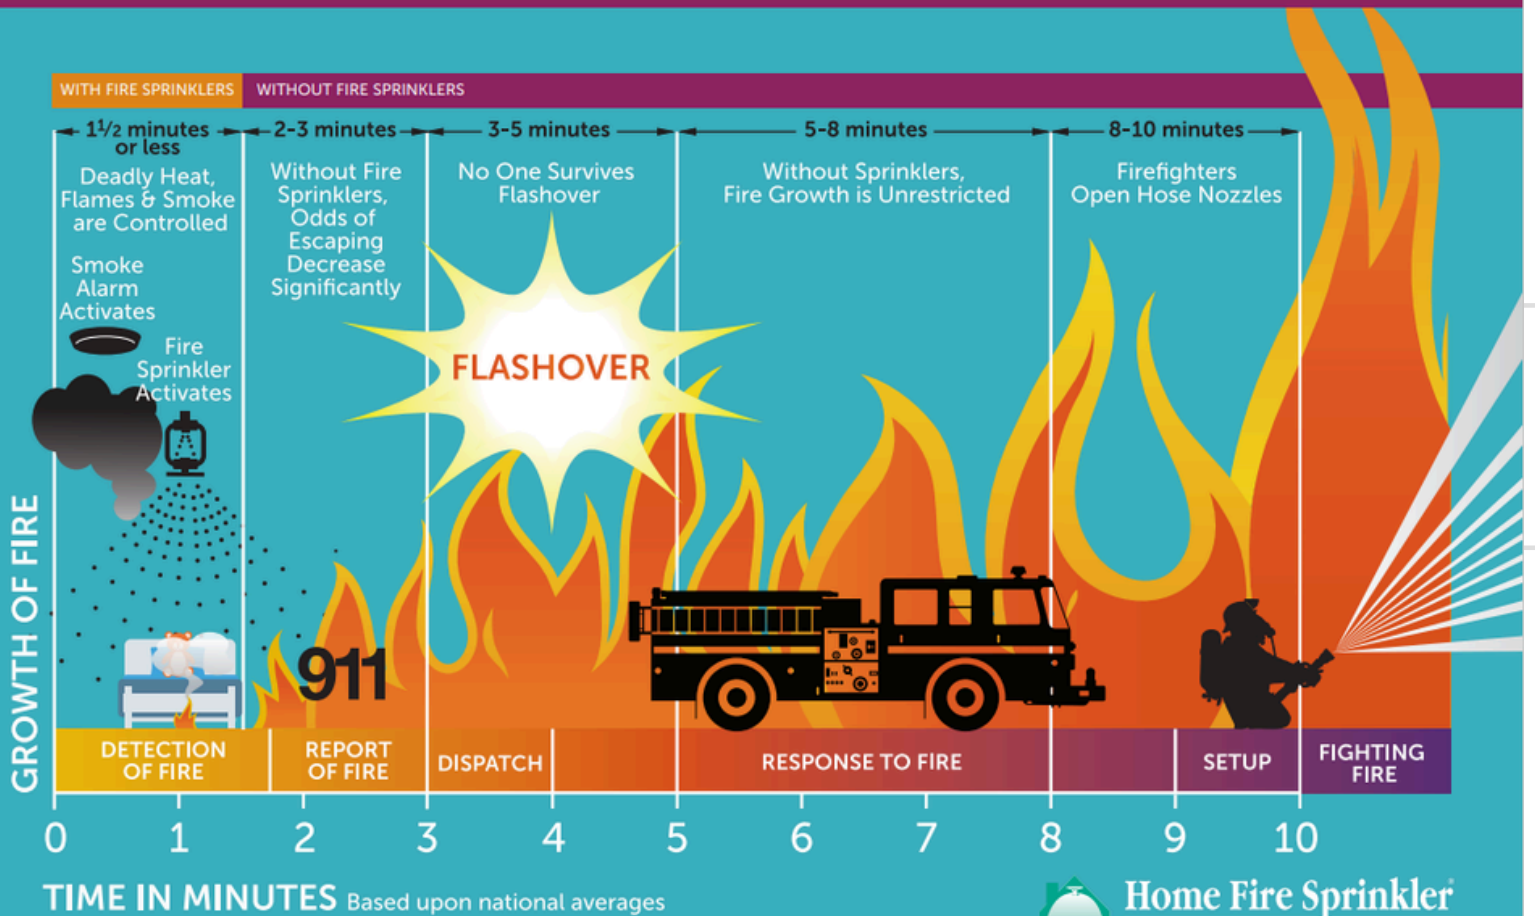 WITH FIRE SPRINKLERS
WITHOUT FIRE SPRINKLERS
1 1/2 minutes
or less
Deadly Heat,
Flames & Smoke
are Controlled
Smoke
Alarm
Activates
Fire
Sprinkler
Activates
2-3 minutes
Without Fire
Sprinklers,
Odds of
Escaping
Decrease
Significantly
3-5 minutes
No One Survives
Flashover
FLASHOVER
5-8 minutes
Without Sprinklers,
Fire Growth is Unrestricted
8-10 minutes
Firefighters
Open Hose Nozzles
911
GROWTH OF FIRE
DETECTION
OF FIRE
REPORT
OF FIRE
DISPATCH
RESPONSE TO FIRE
SETUP
FIGHTING
FIRE
0 1 2 3 4 5 6 7 8 9 10
TIME IN MINUTES Based upon national averages
Home Fire Sprinkler